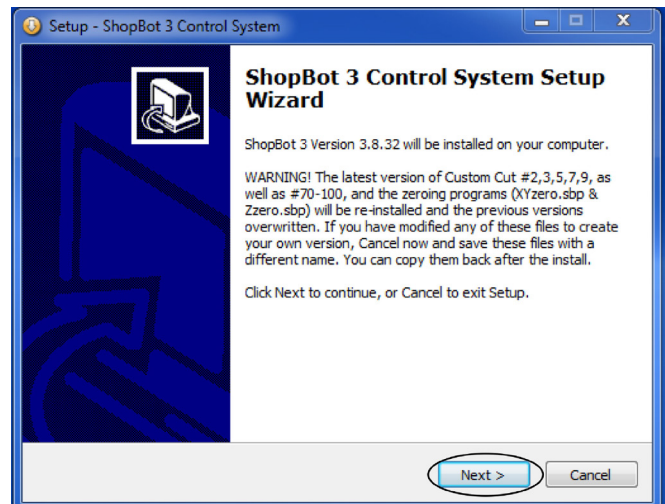 Setup - ShopBot 3 Control System
ShopBot 3 Control System Setup
Wizard
ShopBot 3 Version 3.8.32 will be installed on your computer.
WARNING! The latest version of Custom Cut #2,3,5,7,9, as
well as #70-100, and the zeroing programs (XYzero.sbp &
Zzero.sbp) will be re-installed and the previous versions
overwritten. If you have modified any of these files to create
your own version, Cancel now and save these files with a
different name. You can copy them back after the install.
Click Next to continue, or Cancel to exit Setup.
Next >
Cancel